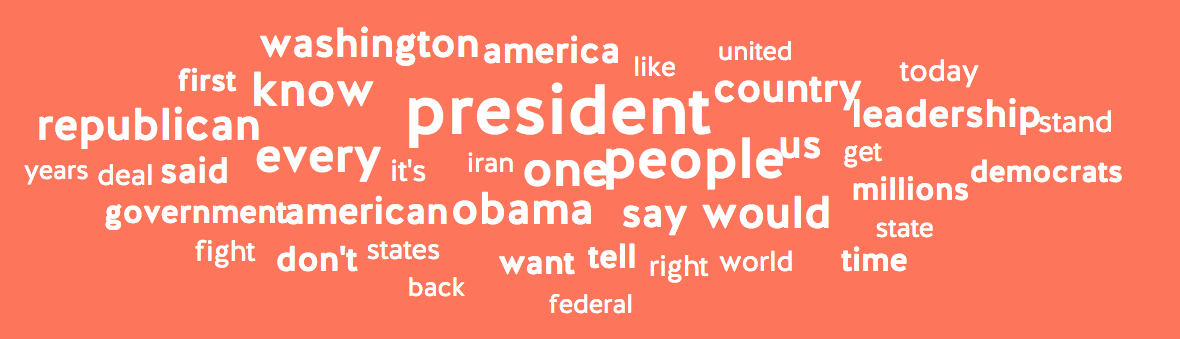 washington america like united
first know president country today
republican leadership stand
years deal said every it's iran one people us get democrats
government american obama say would millions
state
fight don't states want tell right world time
back
federal